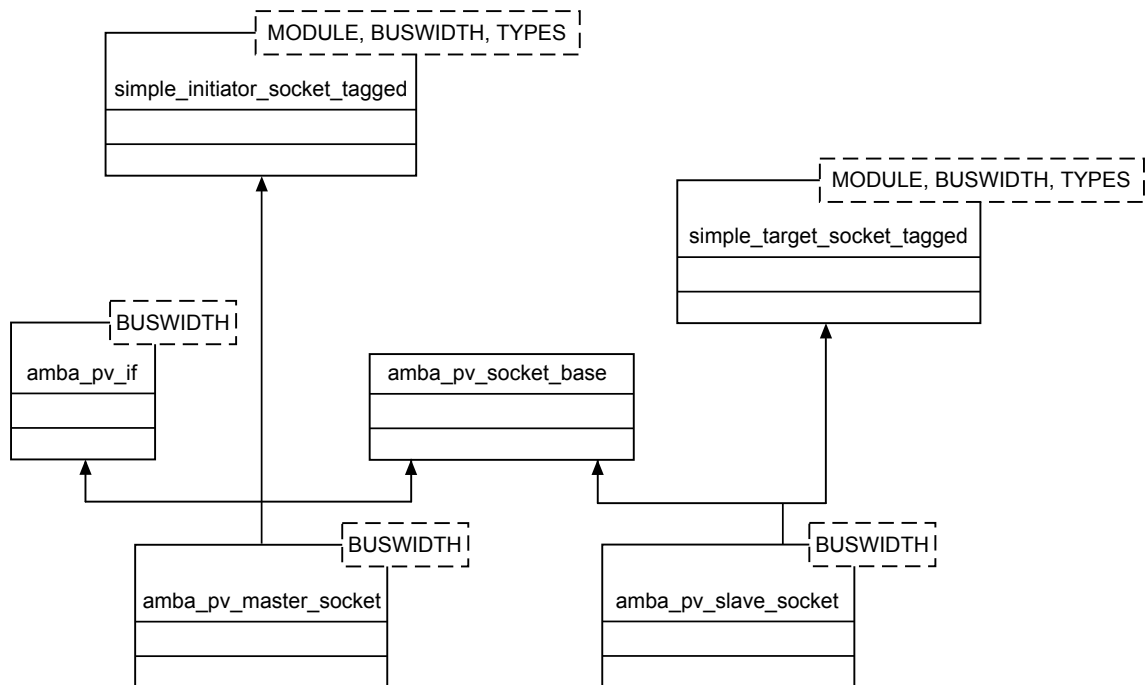 MODULE, BUSWIDTH, TYPES
simple_initiator_socket_tagged
MODULE, BUSWIDTH, TYPES
simple_target_socket_tagged
BUSWIDTH
amba_pv_if
amba_pv_socket_base
BUSWIDTH
amba_pv_master_socket
BUSWIDTH
amba_pv_slave_socket